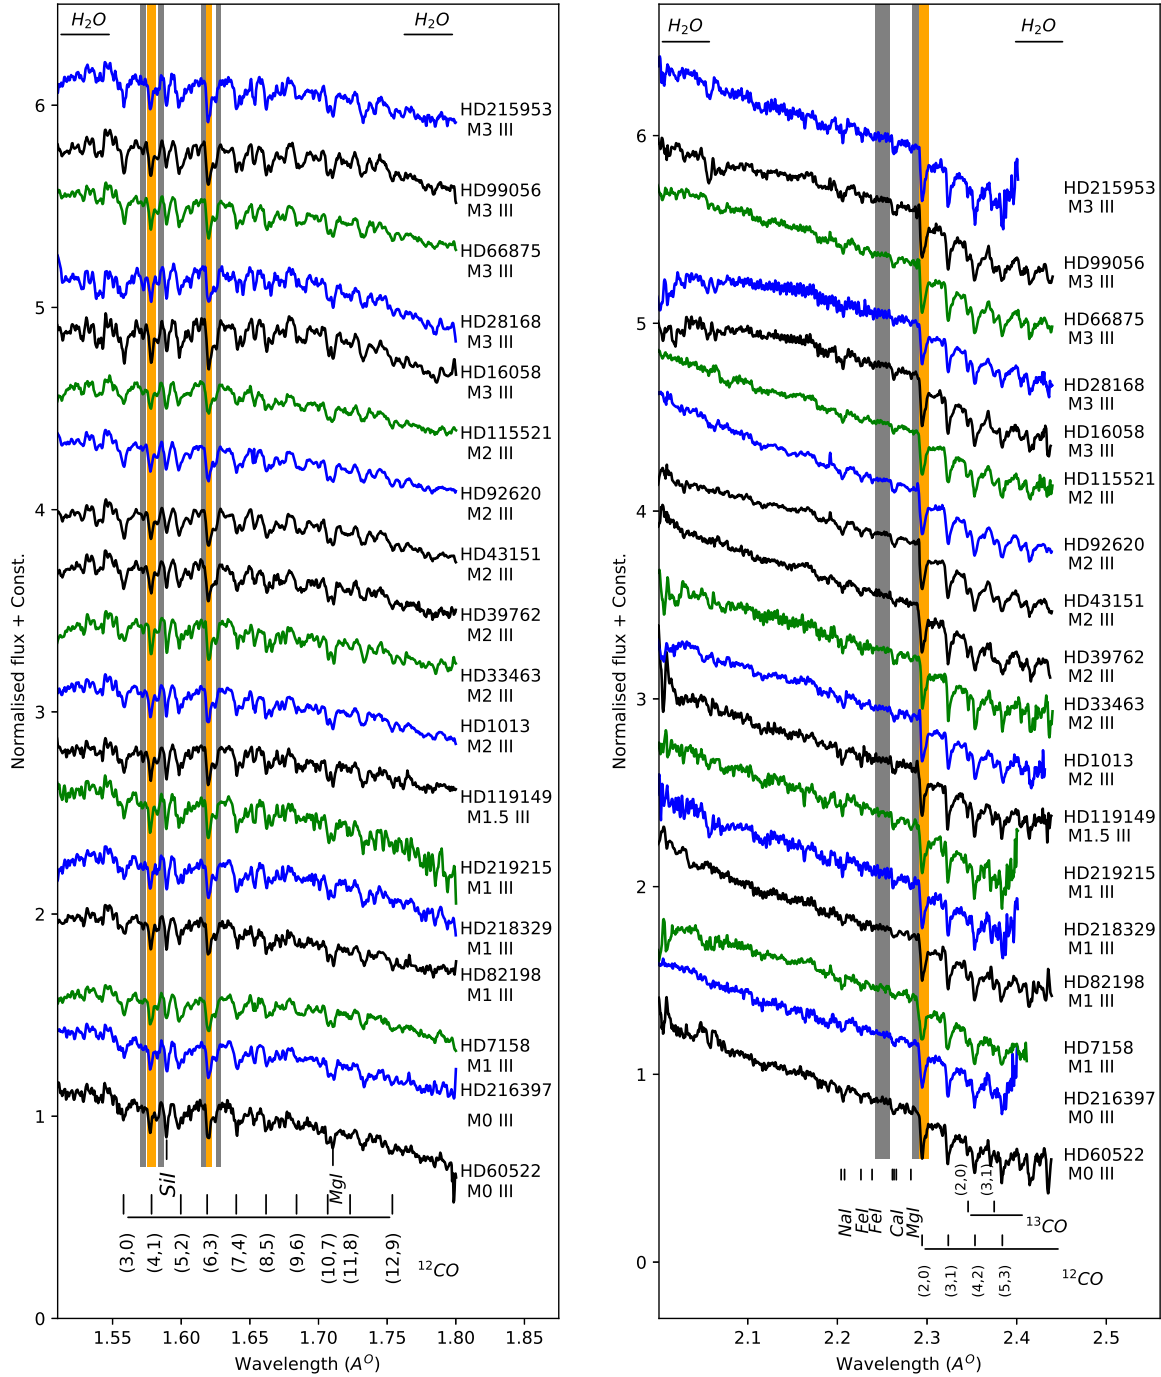 H₂O
H₂O
HD215953
M3 III
HD99056
M3 III
HD66875
M3 III
HD28168
M3 III
HD16058
M3 III
HD115521
M2 III
HD92620
M2 III
HD43151
M2 III
HD39762
M2 III
HD33463
M2 III
HD1013
M2 III
HD119149
M1.5 III
HD219215
M1 III
HD218329
M1 III
HD82198
M1 III
HD7158
M1 III
HD216397
M0 III
HD60522
M0 III
SiI
MgI
(3,0)
(4,1)
(5,2)
(6,3)
(7,4)
(8,5)
(9,6)
(10,7)
(11,8)
(12,9)
¹²CO
6
5
4
3
2
1
0
Normalised flux + Const.
1.55
1.60
1.65
1.70
1.75
1.80
1.85
Wavelength (A^O)
H₂O
H₂O
HD215953
M3 III
HD99056
M3 III
HD66875
M3 III
HD28168
M3 III
HD16058
M3 III
HD115521
M2 III
HD92620
M2 III
HD43151
M2 III
HD39762
M2 III
HD33463
M2 III
HD1013
M2 III
HD119149
M1.5 III
HD219215
M1 III
HD218329
M1 III
HD82198
M1 III
HD7158
M1 III
HD216397
M0 III
HD60522
M0 III
(2,0)
(3,1)
¹³CO
NaI
FeI
FeI
CaI
MgI
(2,0)
(3,1)
(4,2)
(5,3)
¹²CO
6
5
4
3
2
1
0
Normalised flux + Const.
2.1
2.2
2.3
2.4
2.5
Wavelength (A^O)